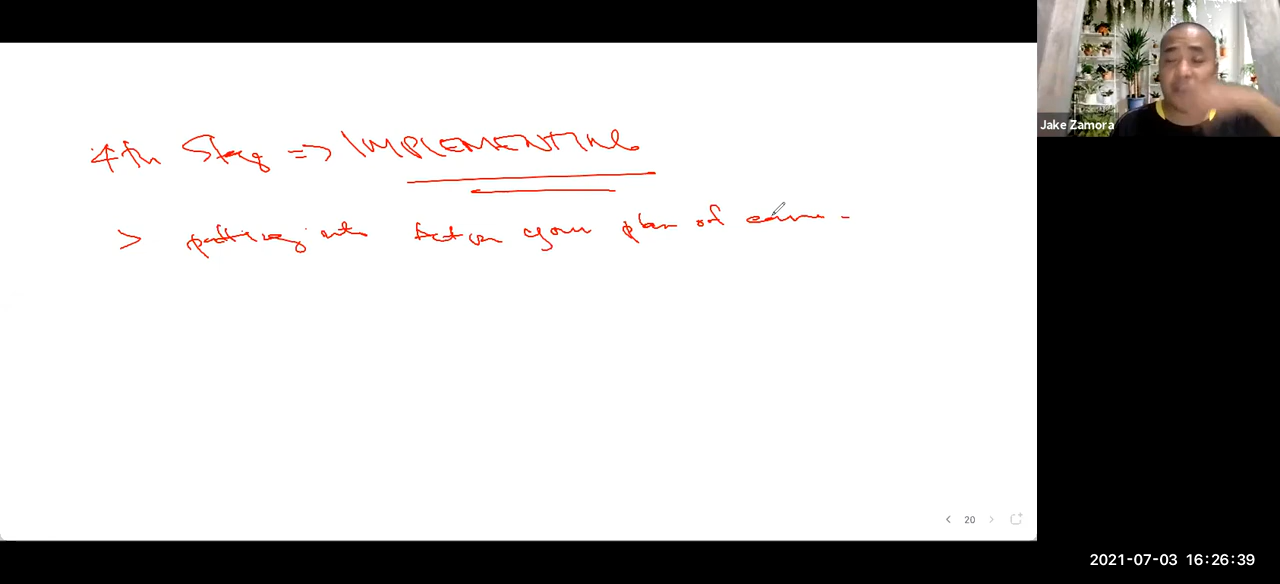 4th Stage => IMPLEMENTING
> putting into Action your plan of care -
Jake Zamora
20
2021-07-03 16:26:39